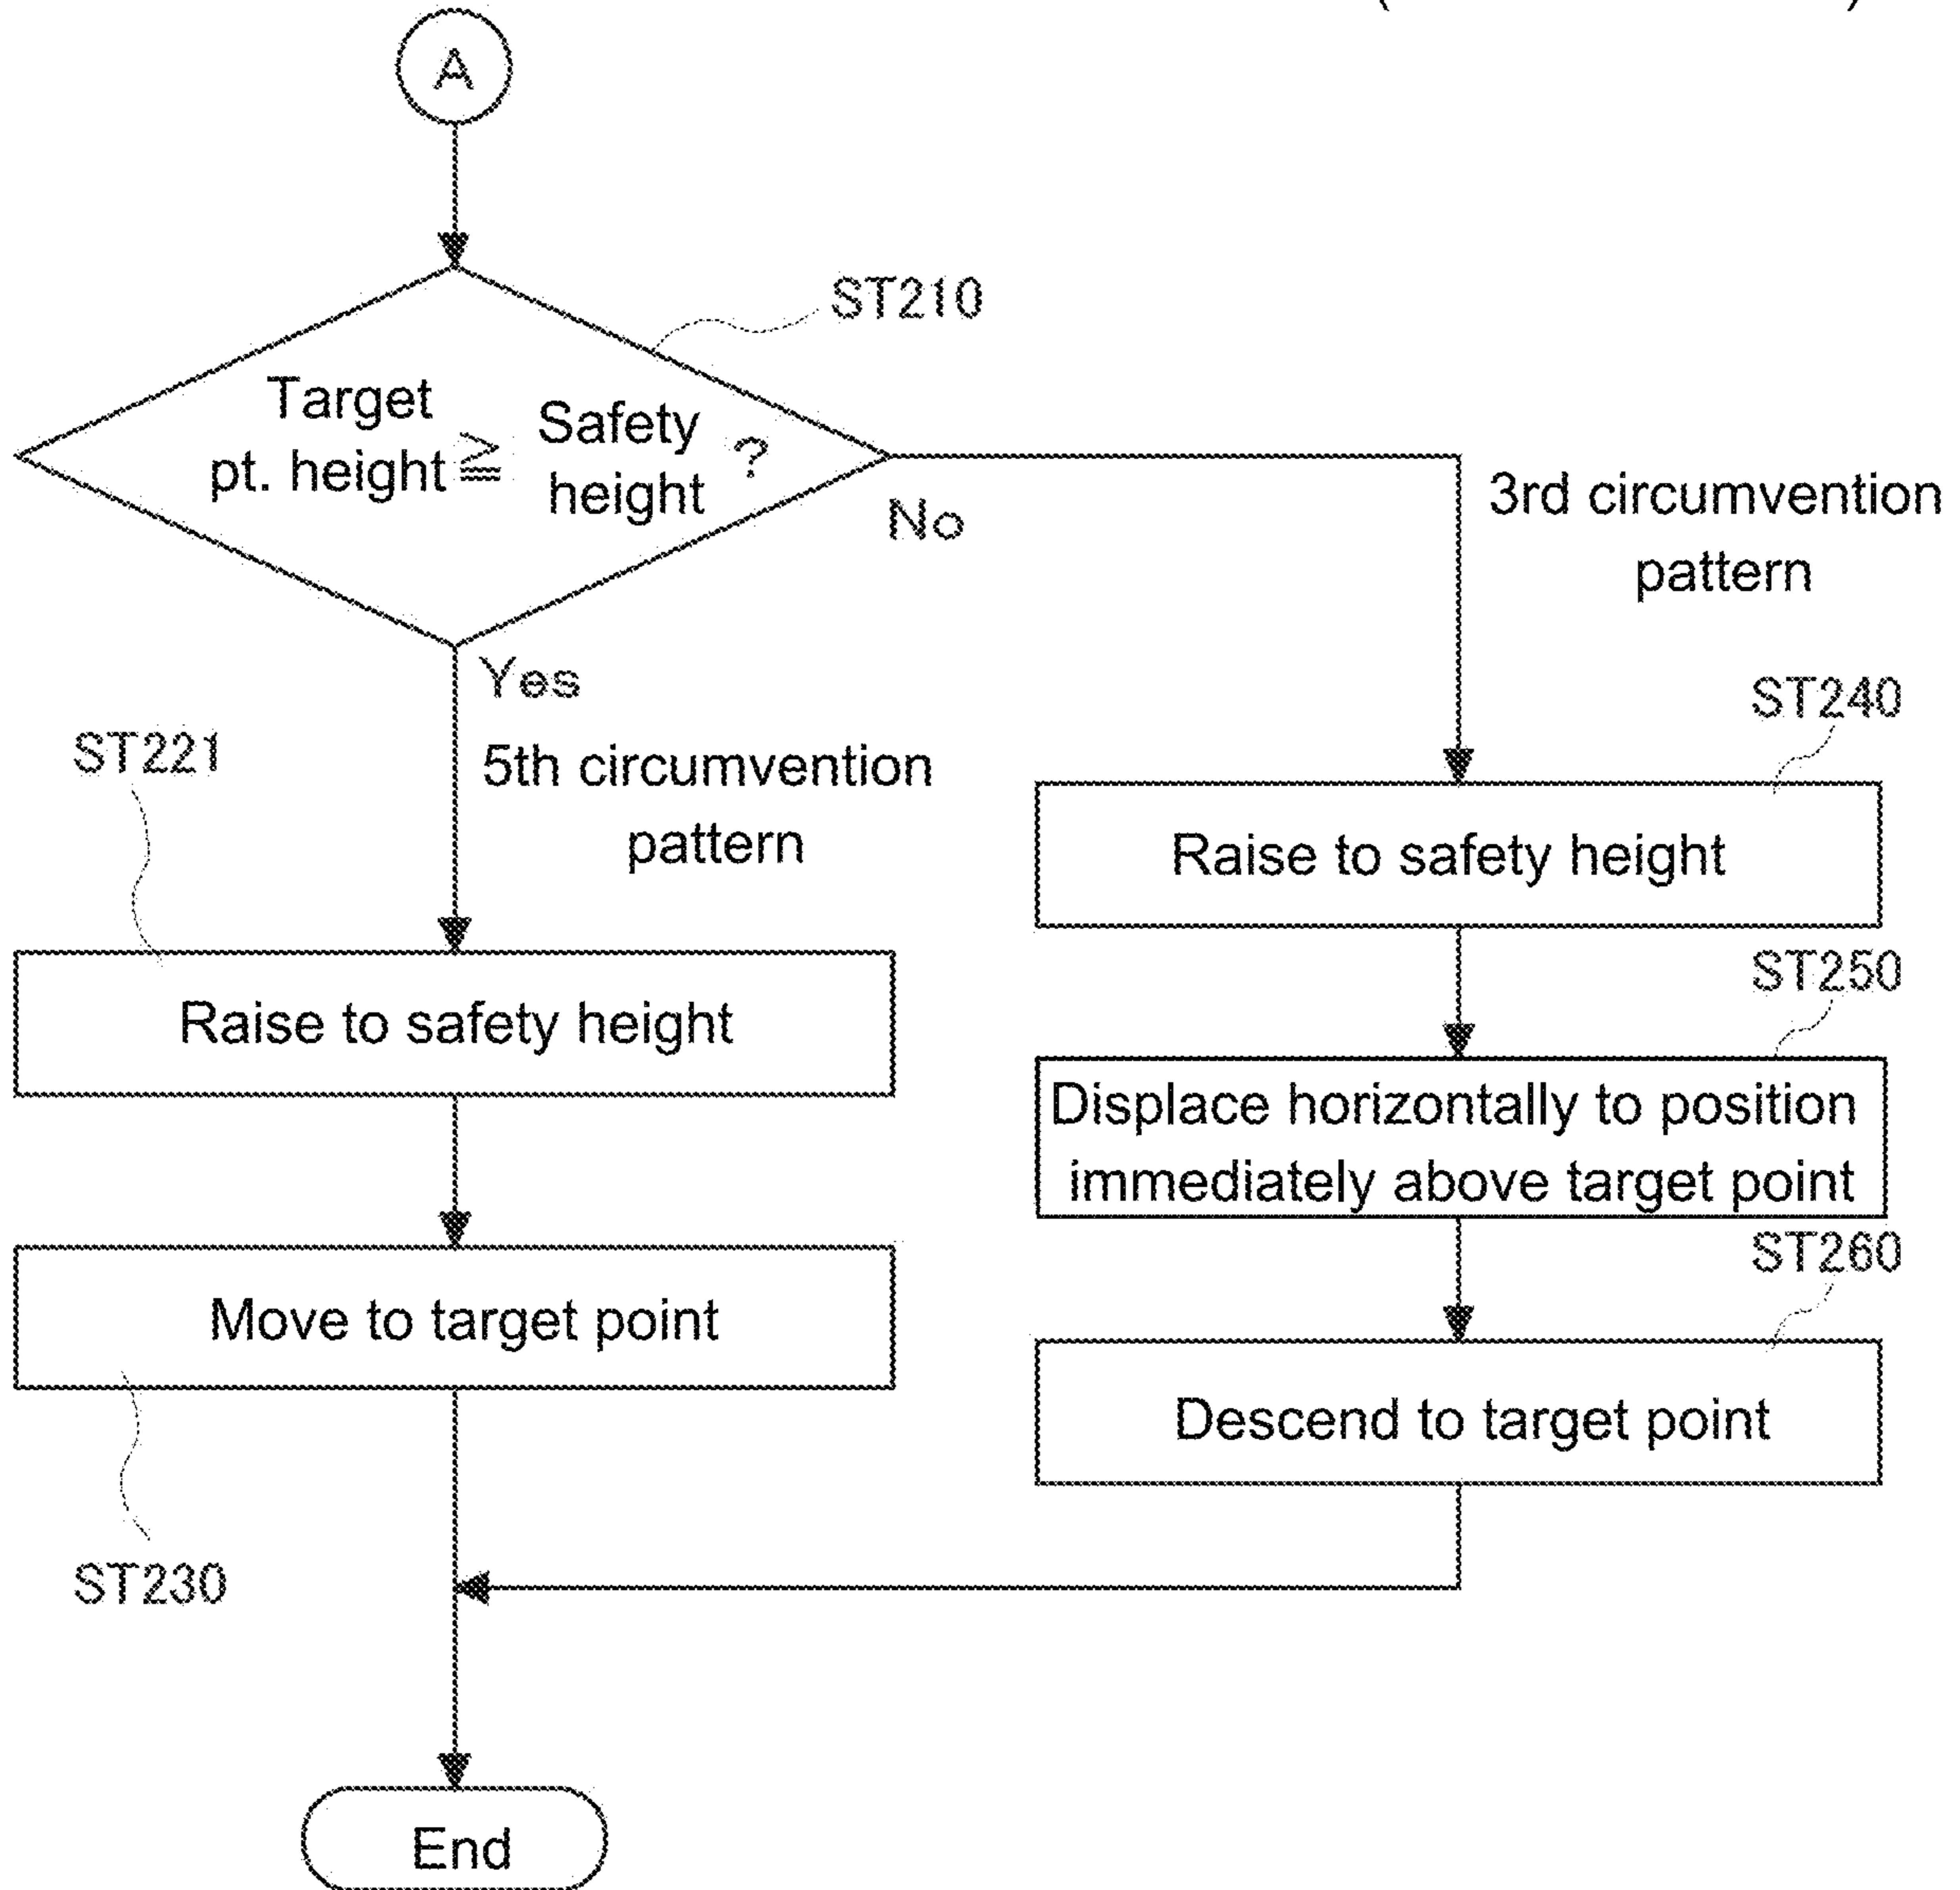 A
ST210
Target
pt. height ≧ Safety
height ?
No
3rd circumvention
pattern
Yes
ST240
ST221
5th circumvention
pattern
Raise to safety height
ST250
Raise to safety height
Displace horizontally to position
immediately above target point
ST260
Move to target point
Descend to target point
ST230
End